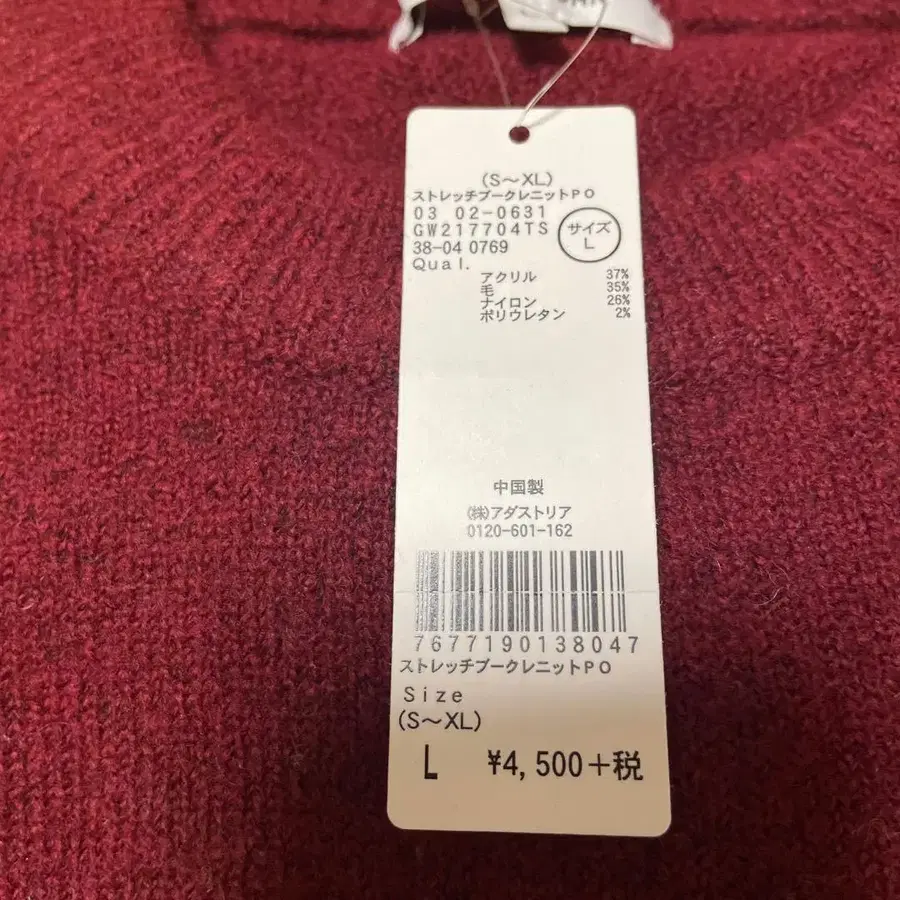 (S～XL)
ストレッチブークレニットＰＯ
03 02-0631
GW217704TS
サイズ
L
38-04 0769
Qual.
アクリル 37%
毛 35%
ナイロン 26%
ポリウレタン 2%
中国製
㈱アダストリア
0120-601-162
7677190138047
ストレッチブークレニットＰＯ
Size
(S～XL)
L ¥4,500＋税